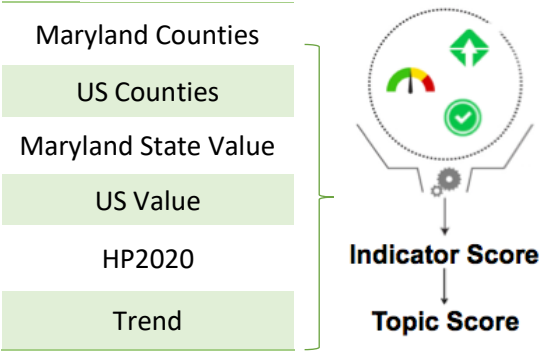 Maryland Counties
US Counties
Maryland State Value
US Value
HP2020
Trend
Indicator Score
Topic Score